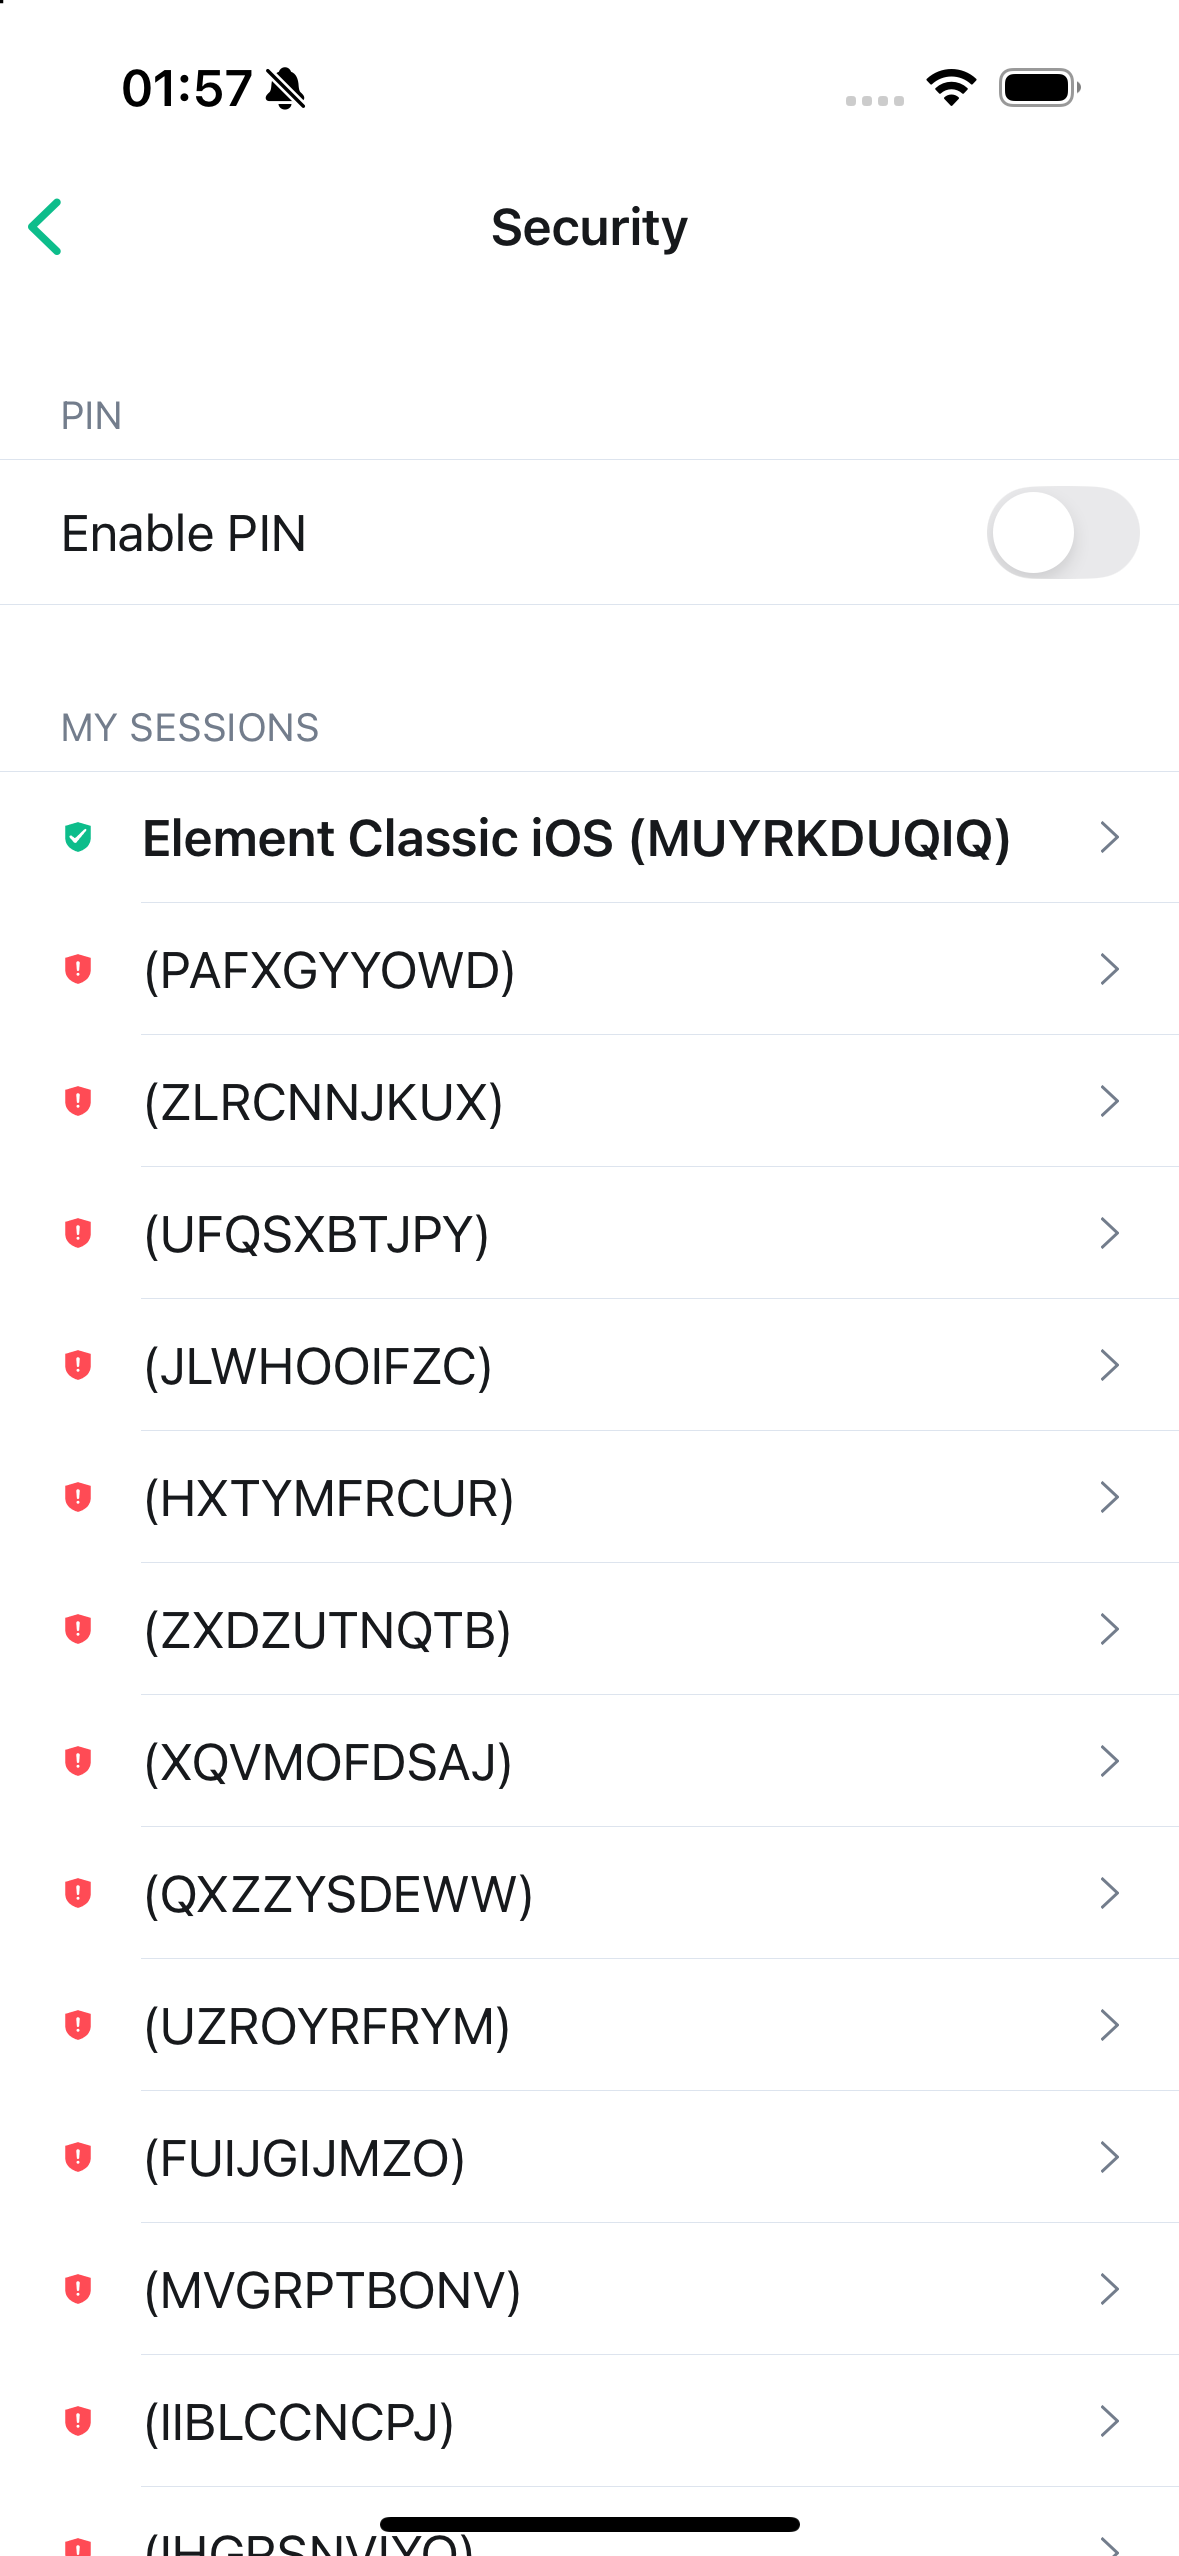 01:57
Security
PIN
Enable PIN
MY SESSIONS
Element Classic iOS (MUYRKDUQIQ)
(PAFXGYYOWD)
(ZLRCNNJKUX)
(UFQSXBTJPY)
(JLWHOOIFZC)
(HXTYMFRCUR)
(ZXDZUTNQTB)
(XQVMOFDSAJ)
(QXZZYSDEWW)
(UZROYRFRYM)
(FUIJGIJMZO)
(MVGRPTBONV)
(IIBLCCNCPJ)